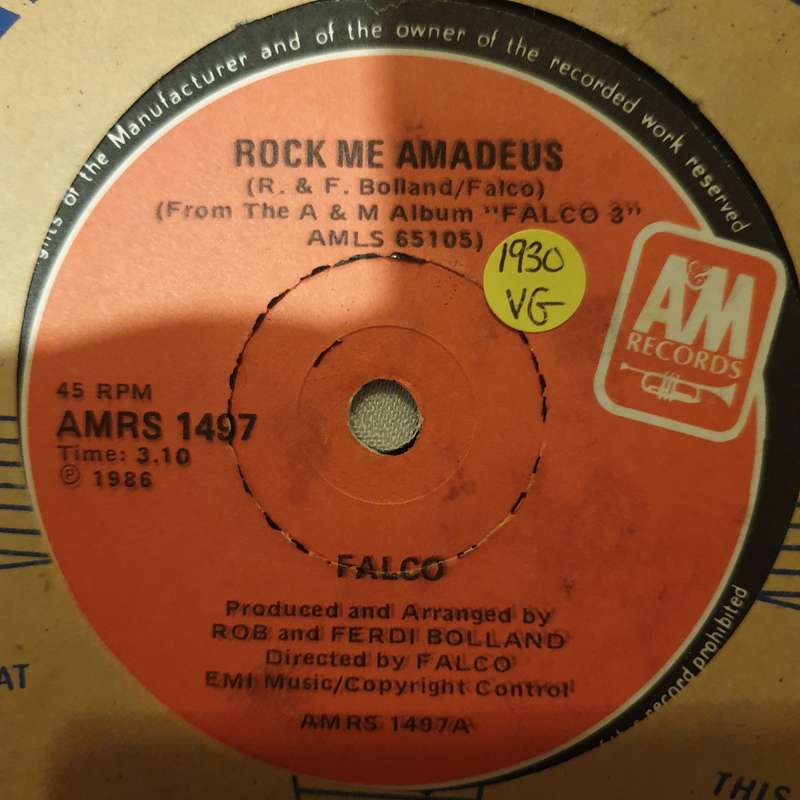 ghts of the Manufacturer and of the owner of the recorded work reserved
ROCK ME AMADEUS
(R. & F. Bolland/Falco)
(From The A & M Album "FALCO 3"
AMLS 65105)
1930
VG
A&M
RECORDS
45 RPM
AMRS 1497
Time: 3.10
℗ 1986
FALCO
Produced and Arranged by
ROB and FERDI BOLLAND
Directed by FALCO
EMI Music/Copyright Control
AMRS 1497A
record prohibited
AT
THIS